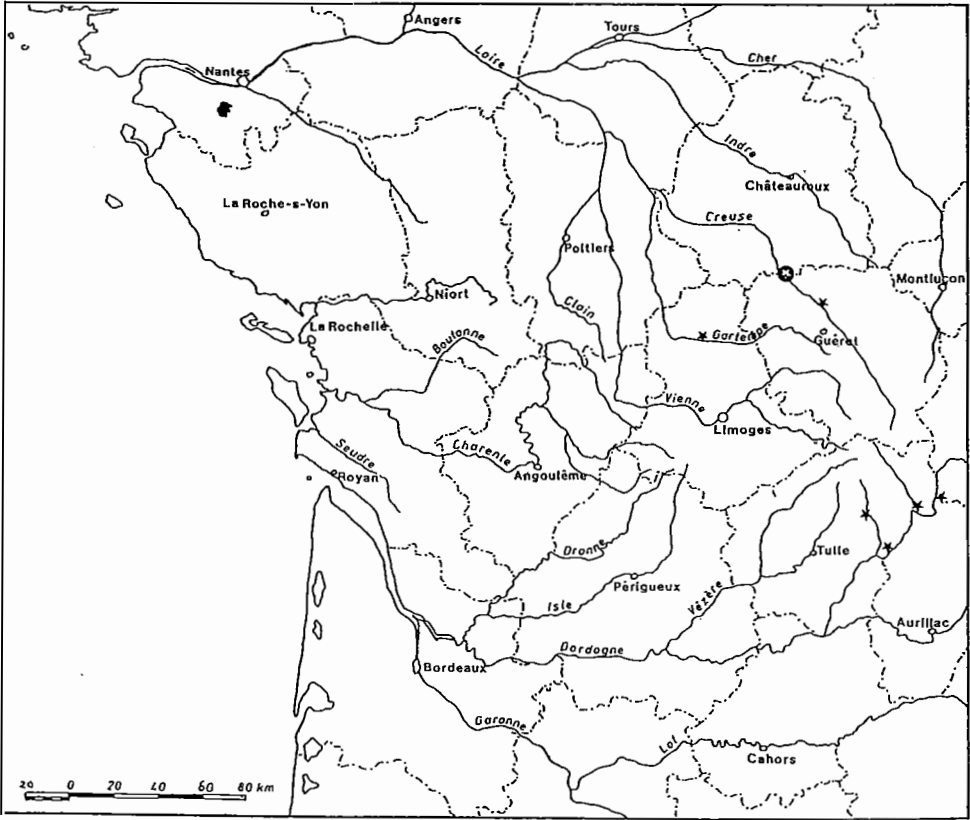 Angers
Tours
Loire
Cher
Nantes
Indre
Châteauroux
La Roche-s-Yon
Creuse
Poitiers
Montluçon
Niort
Clain
La Rochelle
Boutonne
Gartempe
Guéret
Vienne
Limoges
Charente
Seudre
Angoulême
Royan
Dronne
Tulle
Périgueux
Isle
Vézère
Aurillac
Dordogne
Bordeaux
Garonne
Lot
Cahors
20 0 20 40 60 80 km